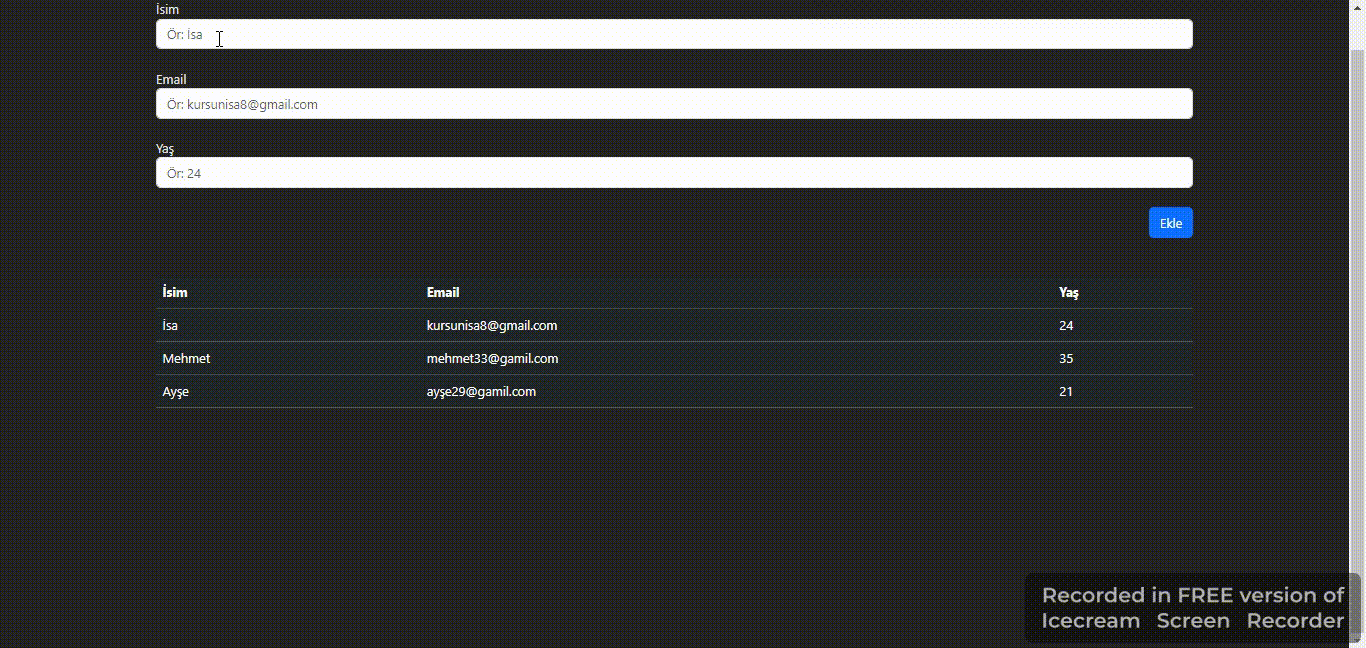 İsim
Ör: İsa
Email
Ör: kursunisa8@gmail.com
Yaş
Ör: 24
Ekle
İsim Email Yaş
İsa kursunisa8@gmail.com 24
Mehmet mehmet33@gamil.com 35
Ayşe ayşe29@gamil.com 21
Recorded in FREE version of
Icecream Screen Recorder